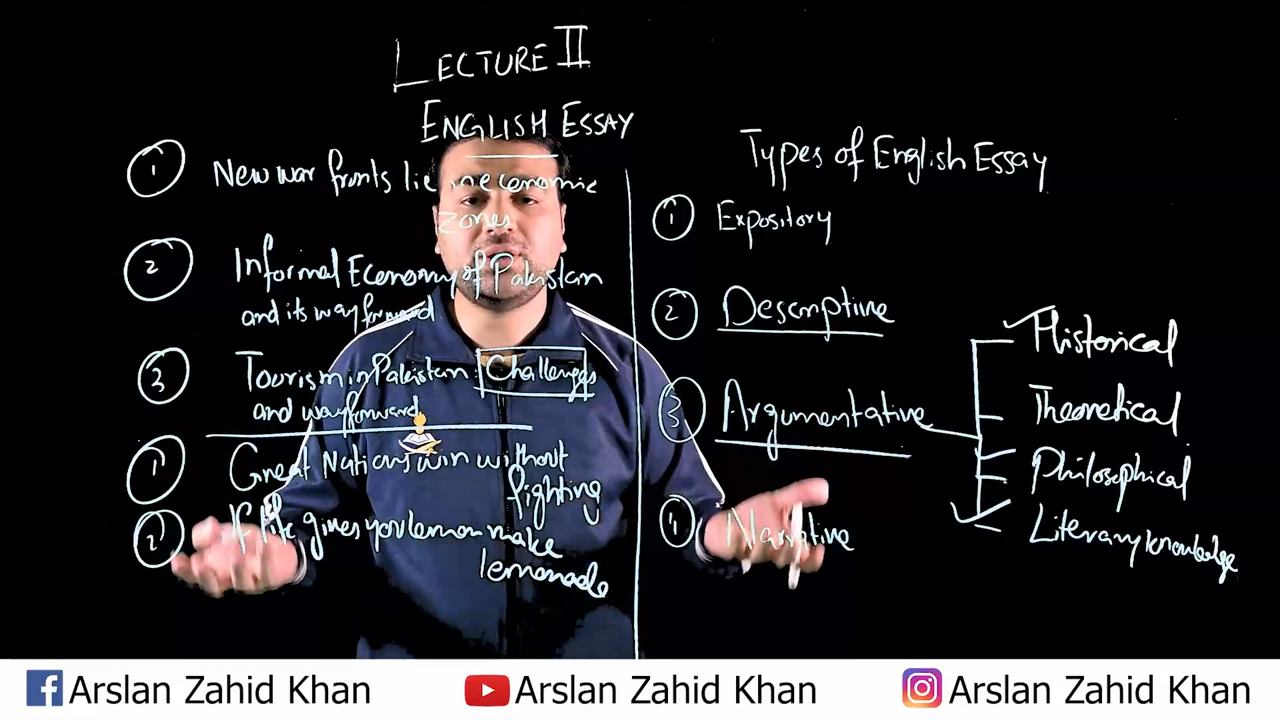 LECTURE II
ENGLISH ESSAY
1 New war fronts lie in economic
zones
2 Informal Economy of Pakistan
and its way forward.
3 Tourism in Pakistan: Challenges
and way forward
1 Great Nations win without
fighting
2 If life gives you lemon make
lemonade
Types of English Essay
1 Expository
2 Descriptive
3 Argumentative
4 Narrative
Historical
Theoretical
Philosophical
Literary knowledge
Arslan Zahid Khan
Arslan Zahid Khan
Arslan Zahid Khan